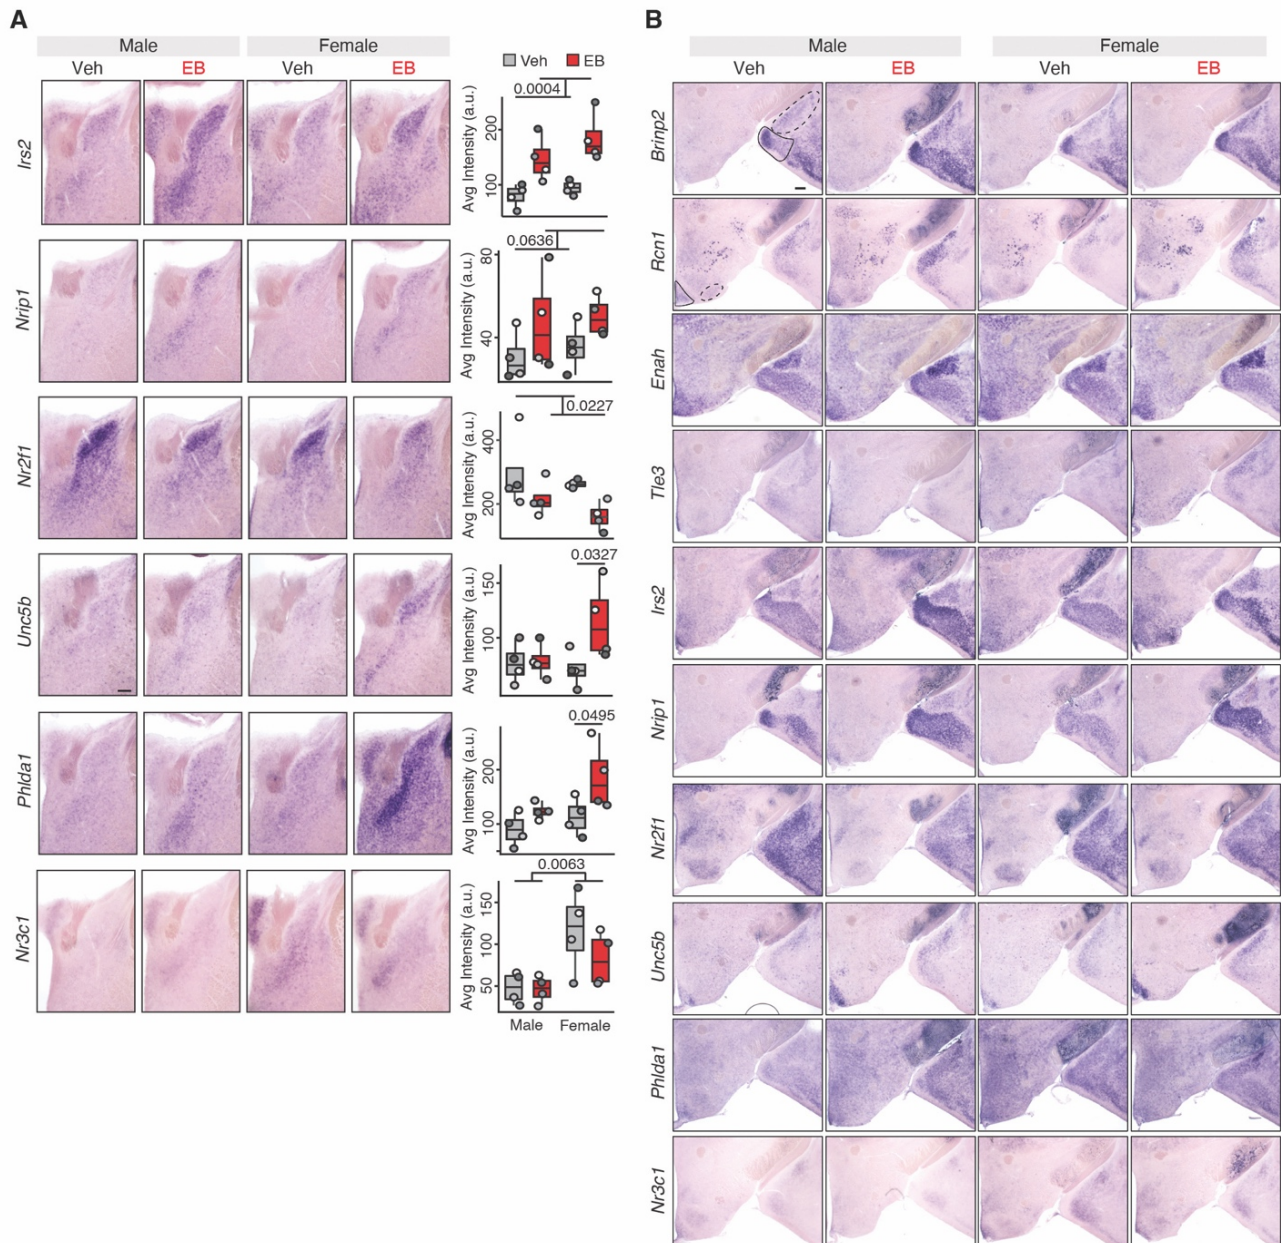 A
Male Female
Veh EB Veh EB
Veh EB
Irs2
Avg Intensity (a.u.)
200
100
0.0004
Nrip1
Avg Intensity (a.u.)
80
40
0.0636
Nr2f1
Avg Intensity (a.u.)
400
200
0.0227
Unc5b
Avg Intensity (a.u.)
150
100
0.0327
Phlda1
Avg Intensity (a.u.)
200
100
0.0495
Nr3c1
Avg Intensity (a.u.)
150
100
50
0.0063
Male Female
B
Male Female
Veh EB Veh EB
Brinp2
Rcn1
Enah
Tle3
Irs2
Nrip1
Nr2f1
Unc5b
Phlda1
Nr3c1